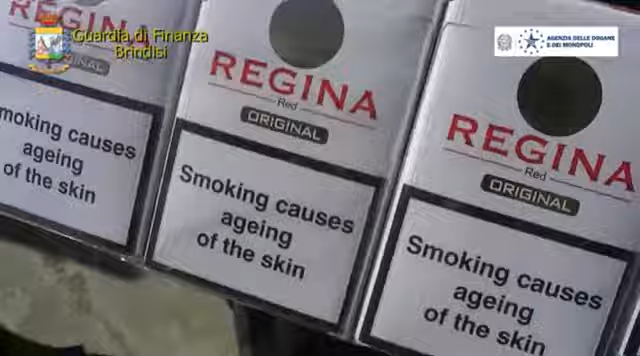 Guardia di Finanza
Brindisi
AGENZIA DELLE DOGANE
E DEI MONOPOLI
REGINA
INAL
moking causes
ageing
of the skin
REGINA
Red
ORIGINAL
Smoking causes
ageing
of the skin
REGINA
Red
ORIGINAL
Smoking causes
ageing
of the skin